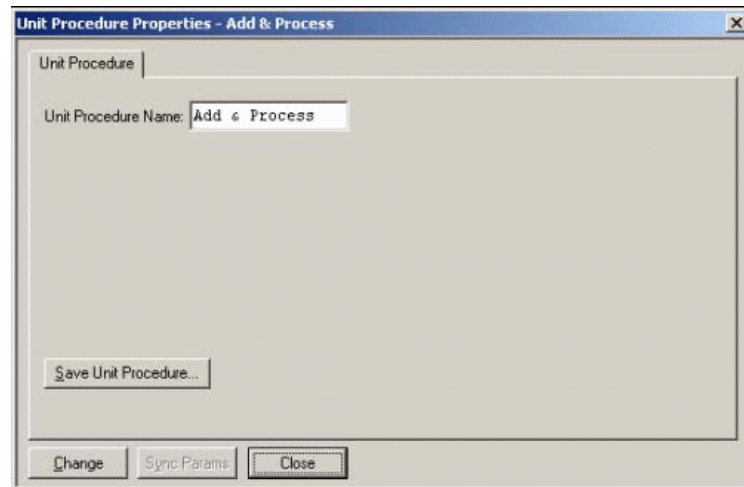 Unit Procedure Properties - Add & Process
Unit Procedure
Unit Procedure Name: Add & Process
Save Unit Procedure...
Change Sync Params Close